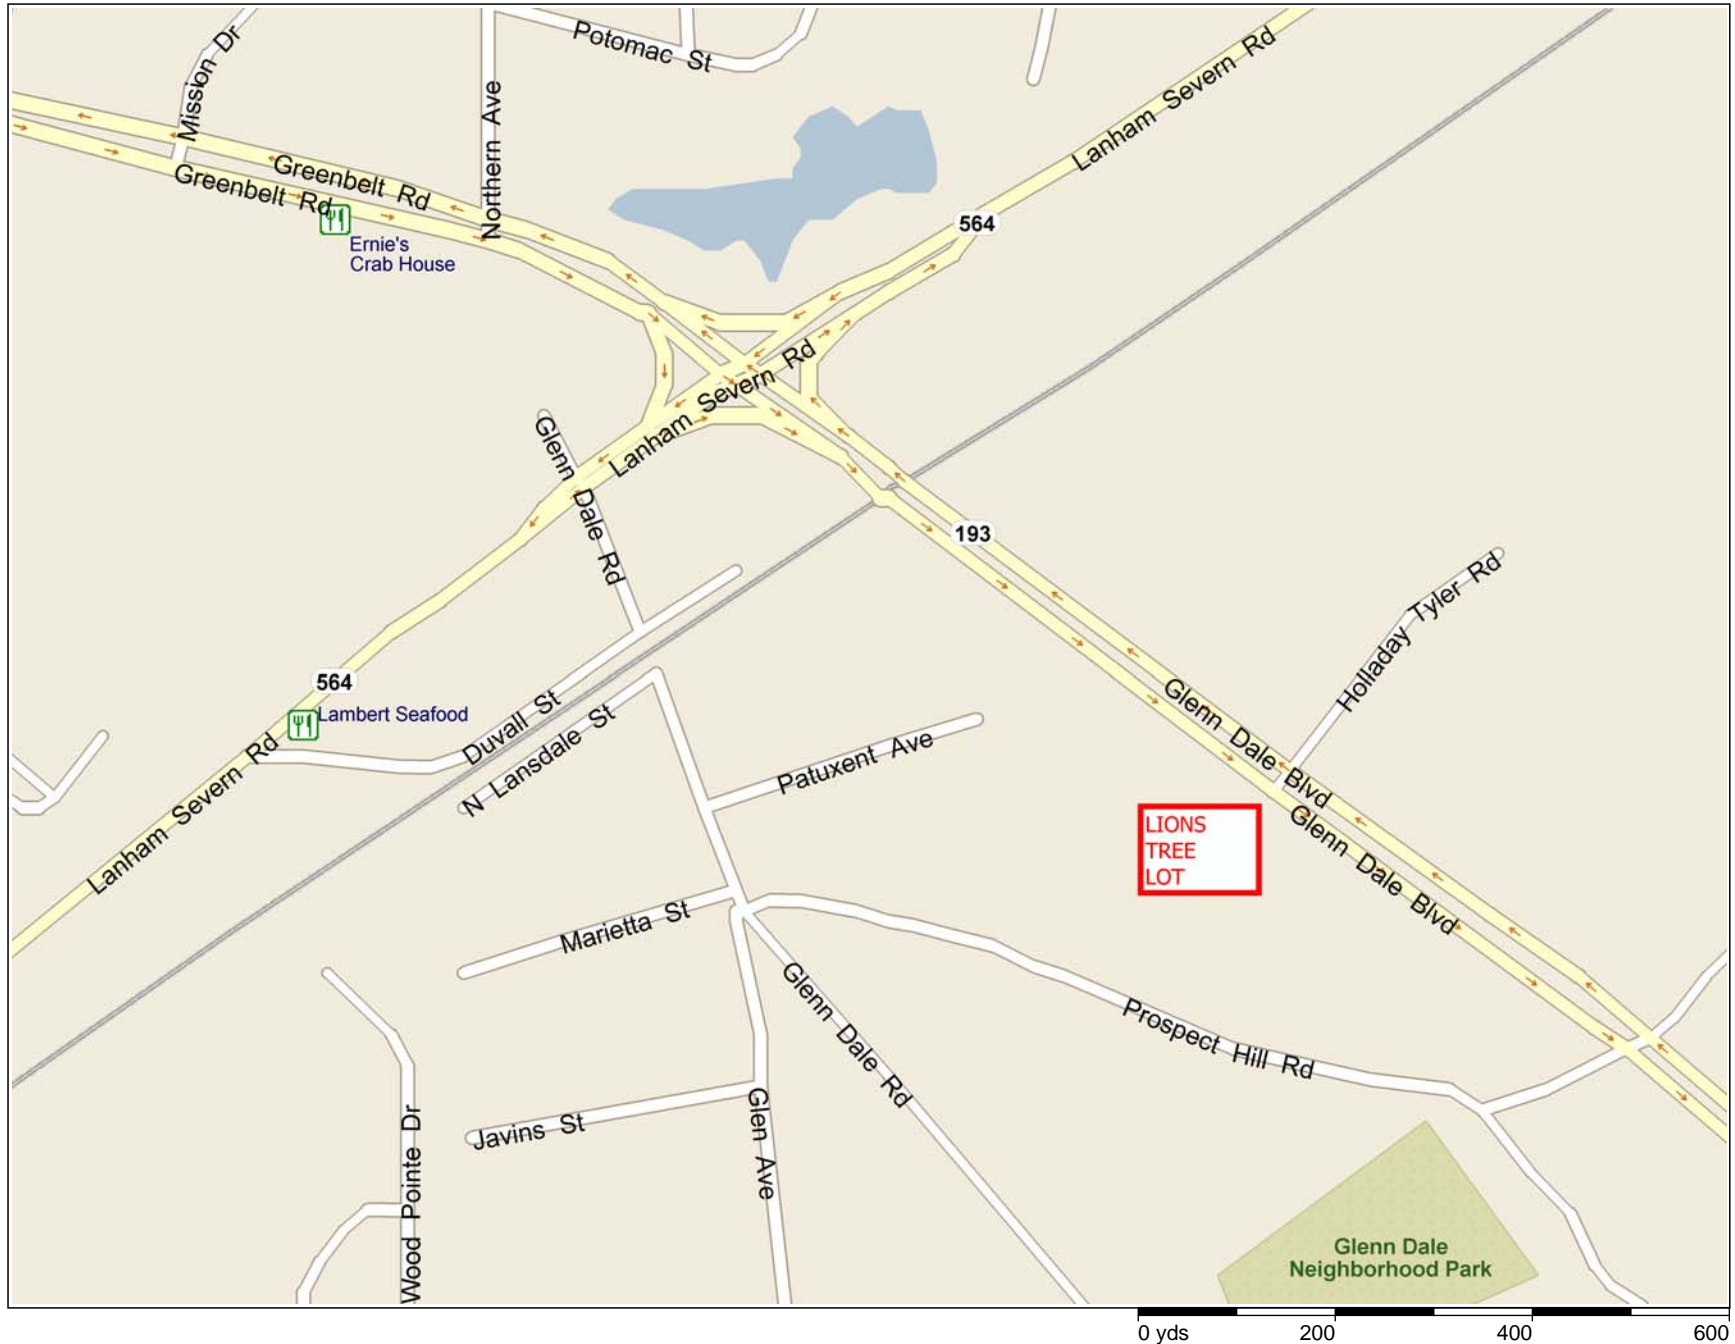 Mission Dr
Potomac St
Northern Ave
Lanham Severn Rd
Greenbelt Rd
Greenbelt Rd
Ernie's
Crab House
564
Lanham Severn Rd
Glenn Dale Rd
193
Holladay Tyler Rd
564
Lambert Seafood
Lanham Severn Rd
Duvall St
N Lansdale St
Patuxent Ave
Glenn Dale Blvd
Glenn Dale Blvd
LIONS
TREE
LOT
Marietta St
Glenn Dale Rd
Prospect Hill Rd
Javins St
Glen Ave
Wood Pointe Dr
Glenn Dale
Neighborhood Park
0 yds 200 400 600